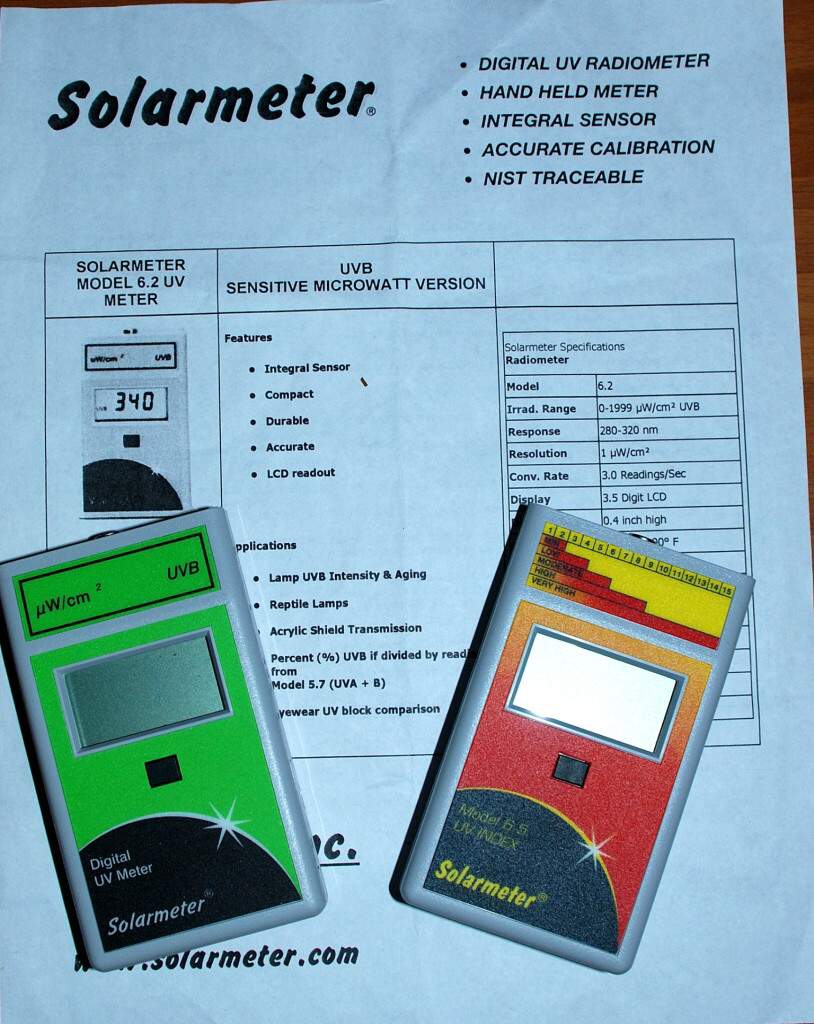 Solarmeter®
• DIGITAL UV RADIOMETER
• HAND HELD METER
• INTEGRAL SENSOR
• ACCURATE CALIBRATION
• NIST TRACEABLE
SOLARMETER
MODEL 6.2 UV
METER
UVB
SENSITIVE MICROWATT VERSION
uW/cm² UVB
UVB 340
Features
• Integral Sensor
• Compact
• Durable
• Accurate
• LCD readout
Applications
• Lamp UVB Intensity & Aging
• Reptile Lamps
Acrylic Shield Transmission
Percent (%) UVB if divided by
from
Model 5.7 (UVA + B)
UV block comparison
Solarmeter Specifications
Radiometer
Model 6.2
Irrad. Range 0-1999 µW/cm² UVB
Response 280-320 nm
Resolution 1 µW/cm²
Conv. Rate 3.0 Readings/Sec
Display 3.5 Digit LCD
0.4 inch high
° F
µW/cm² UVB
Digital
UV Meter
Solarmeter®
1 2 3 4 5 6 7 8 9 10 11 12 13 14 15
MIN
LOW
MODERATE
HIGH
VERY HIGH
Model 6.5
UV INDEX
Solarmeter®
nc.
www.solarmeter.com